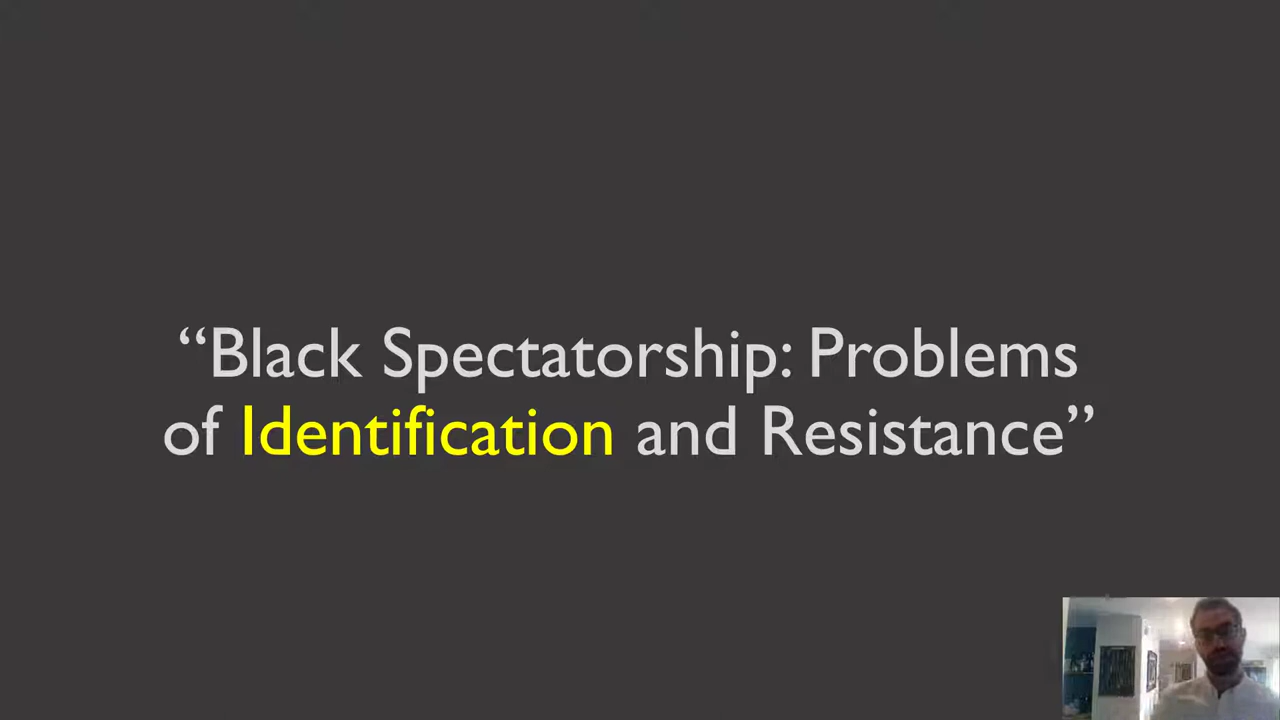 “Black Spectatorship: Problems
of Identification and Resistance”